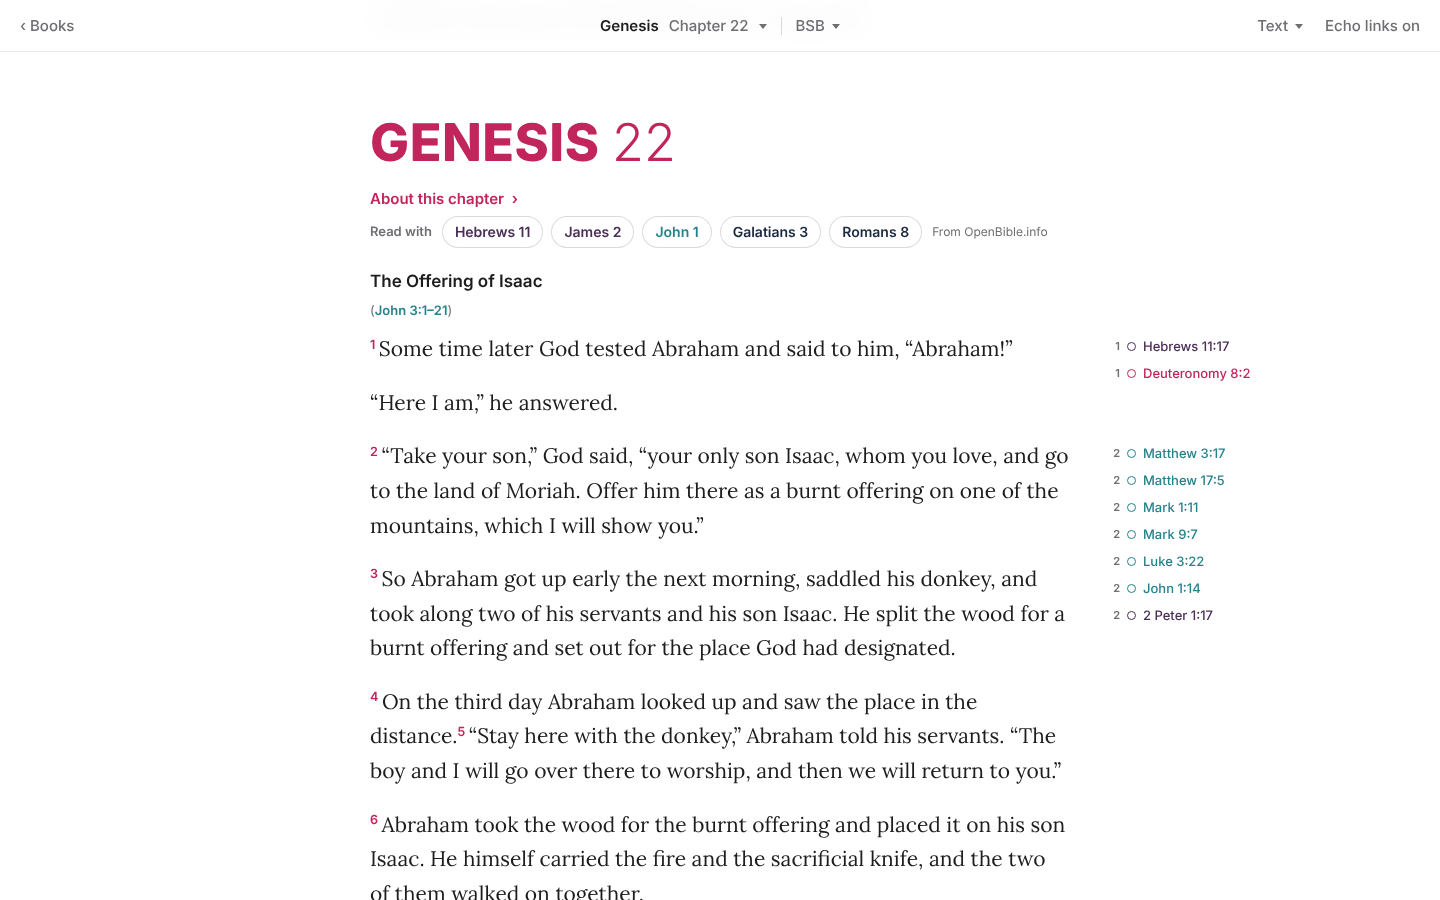 ‹ Books
Genesis Chapter 22
BSB
Text
Echo links on
GENESIS 22
About this chapter ›
Read with Hebrews 11 James 2 John 1 Galatians 3 Romans 8 From OpenBible.info
The Offering of Isaac
(John 3:1–21)
1 Some time later God tested Abraham and said to him, “Abraham!”
“Here I am,” he answered.
2 “Take your son,” God said, “your only son Isaac, whom you love, and go
to the land of Moriah. Offer him there as a burnt offering on one of the
mountains, which I will show you.”
3 So Abraham got up early the next morning, saddled his donkey, and
took along two of his servants and his son Isaac. He split the wood for a
burnt offering and set out for the place God had designated.
4 On the third day Abraham looked up and saw the place in the
distance. 5 “Stay here with the donkey,” Abraham told his servants. “The
boy and I will go over there to worship, and then we will return to you.”
6 Abraham took the wood for the burnt offering and placed it on his son
Isaac. He himself carried the fire and the sacrificial knife, and the two
of them walked on together.
1 Hebrews 11:17
1 Deuteronomy 8:2
2 Matthew 3:17
2 Matthew 17:5
2 Mark 1:11
2 Mark 9:7
2 Luke 3:22
2 John 1:14
2 2 Peter 1:17